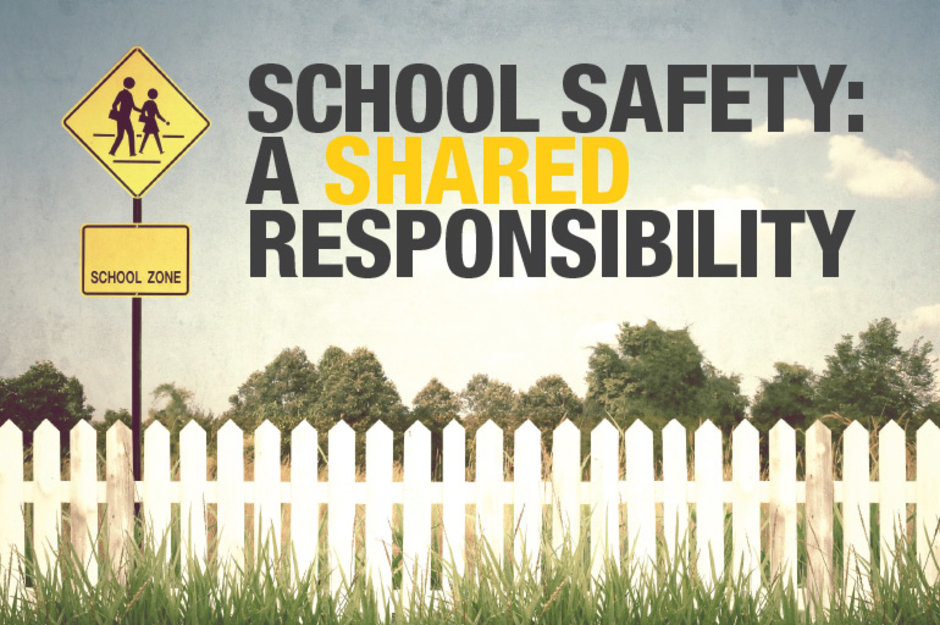 SCHOOL SAFETY:
A SHARED
RESPONSIBILITY
SCHOOL ZONE